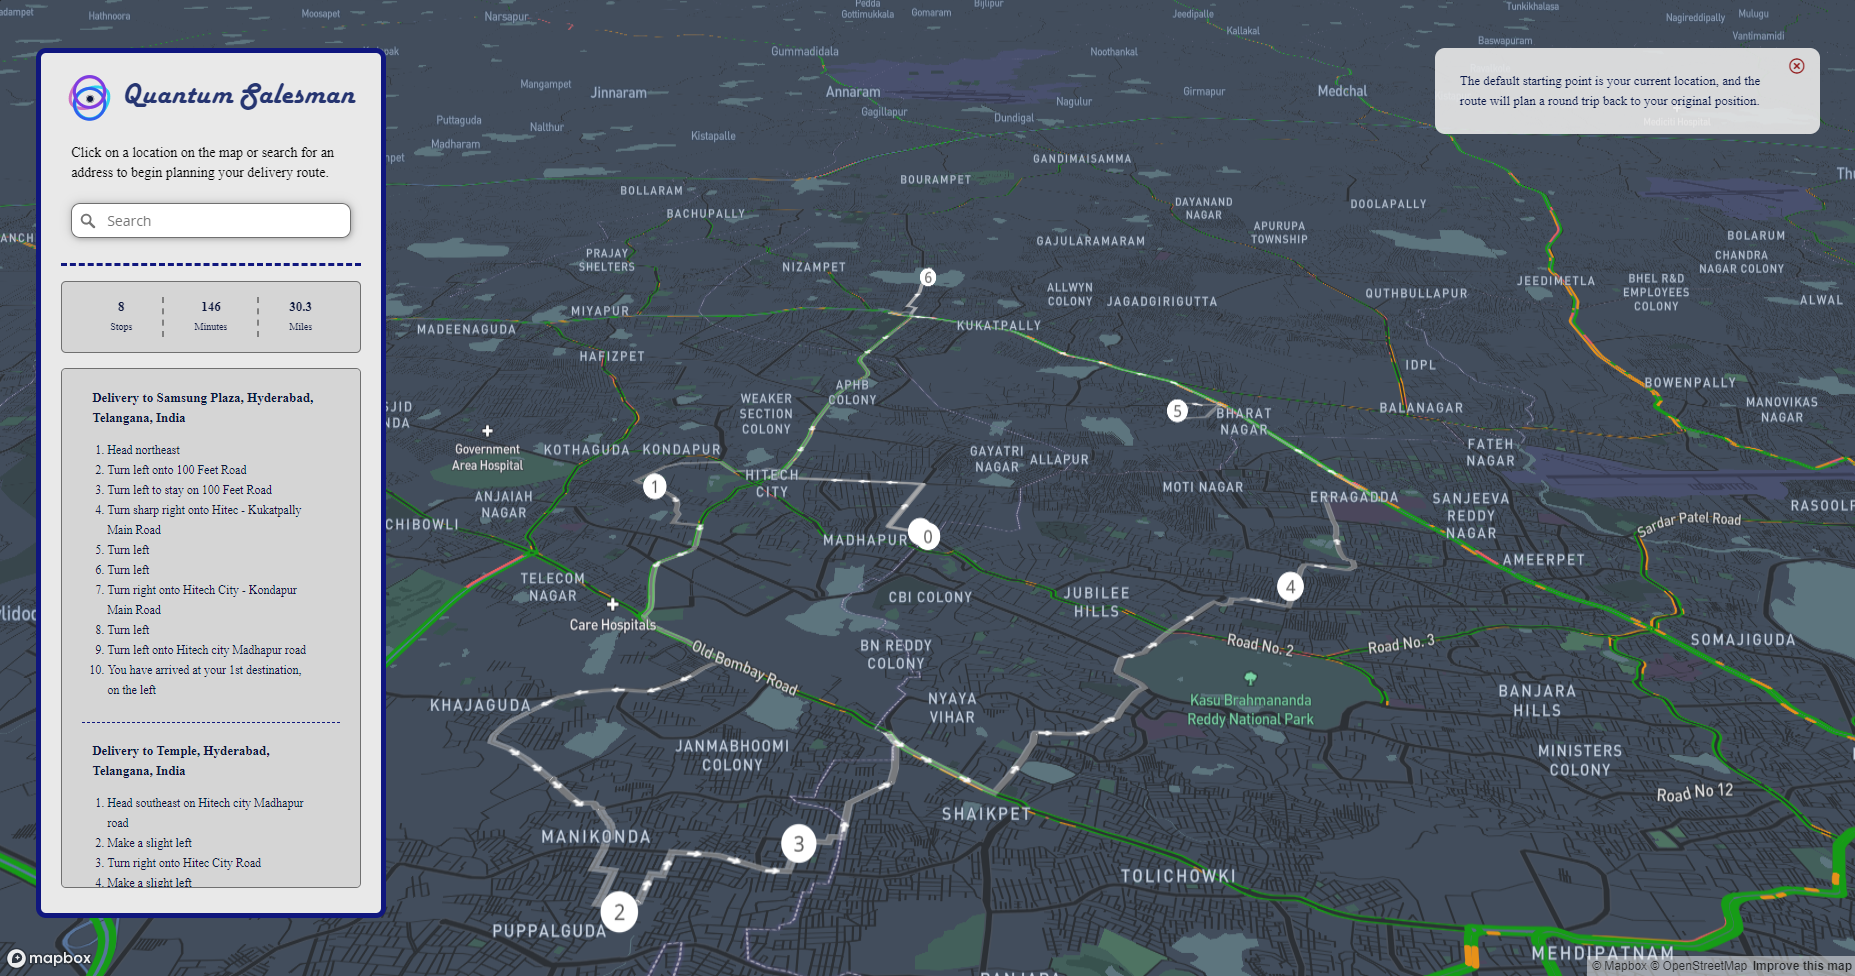 Quantum Salesman
Click on a location on the map or search for an
address to begin planning your delivery route.
Search
8
Stops
146
Minutes
30.3
Miles
Delivery to Samsung Plaza, Hyderabad,
Telangana, India
1. Head northeast
2. Turn left onto 100 Feet Road
3. Turn left to stay on 100 Feet Road
4. Turn sharp right onto Hitec - Kukatpally
Main Road
5. Turn left
6. Turn left
7. Turn right onto Hitech City - Kondapur
Main Road
8. Turn left
9. Turn left onto Hitech city Madhapur road
10. You have arrived at your 1st destination,
on the left
Delivery to Temple, Hyderabad,
Telangana, India
1. Head southeast on Hitech city Madhapur
road
2. Make a slight left
3. Turn right onto Hitec City Road
4. Make a slight left
mapbox
The default starting point is your current location, and the
route will plan a round trip back to your original position.
Hathnoora
Moosapet
Narsapur
Pedda
Gottimukkala
Gomaram
Bijlipur
Jeedipalle
Kallakal
Tunkikhalasa
Nagireddipally
Mulugu
Vantimamidi
Baswapuram
Gummadidala
Noothankal
Mangampet
Jinnaram
Annaram
Nagulur
Girmapur
Medchal
Gagillapur
Dundigal
Puttaguda
Nalthur
Kistapalle
Madharam
Medichi Hospital
GANDIMAISAMMA
BOURAMPET
BOLLARAM
BACHUPALLY
DAYANAND
NAGAR
DOOLAPALLY
APURUPA
TOWNSHIP
GAJULARAMARAM
BOLARUM
PRAJAY
SHELTERS
NIZAMPET
CHANDRA
NAGAR COLONY
6
ALLWYN
COLONY
JAGADGIRIGUTTA
QUTHBULLAPUR
JEEDIMETLA
BHEL R&D
EMPLOYEES
COLONY
ALWAL
MIYAPUR
MADEENAGUDA
KUKATPALLY
HAFIZPET
IDPL
APHB
COLONY
BOWENPALLY
WEAKER
SECTION
COLONY
5
BHARAT
NAGAR
BALANAGAR
MANOVIKAS
NAGAR
Government
Area Hospital
KOTHAGUDA
KONDAPUR
GAYATRI
NAGAR
ALLAPUR
FATEH
NAGAR
1
HITECH
CITY
MOTI NAGAR
ERRAGADDA
SANJEEVA
REDDY
NAGAR
ANJAIAH
NAGAR
Sardar Patel Road
0
MADHAPUR
AMEERPET
TELECOM
NAGAR
CBI COLONY
JUBILEE
HILLS
4
Care Hospitals
Road No. 2
Road No. 3
SOMAJIGUDA
BN REDDY
COLONY
Old Bombay Road
Kasu Brahmananda
Reddy National Park
BANJARA
HILLS
KHAJAGUDA
NYAYA
VIHAR
JANMABHOOMI
COLONY
MINISTERS
COLONY
Road No 12
SHAIKPET
MANIKONDA
3
TOLICHOWKI
2
PUPPALGUDA
MEHDIPATNAM
© Mapbox © OpenStreetMap Improve this map